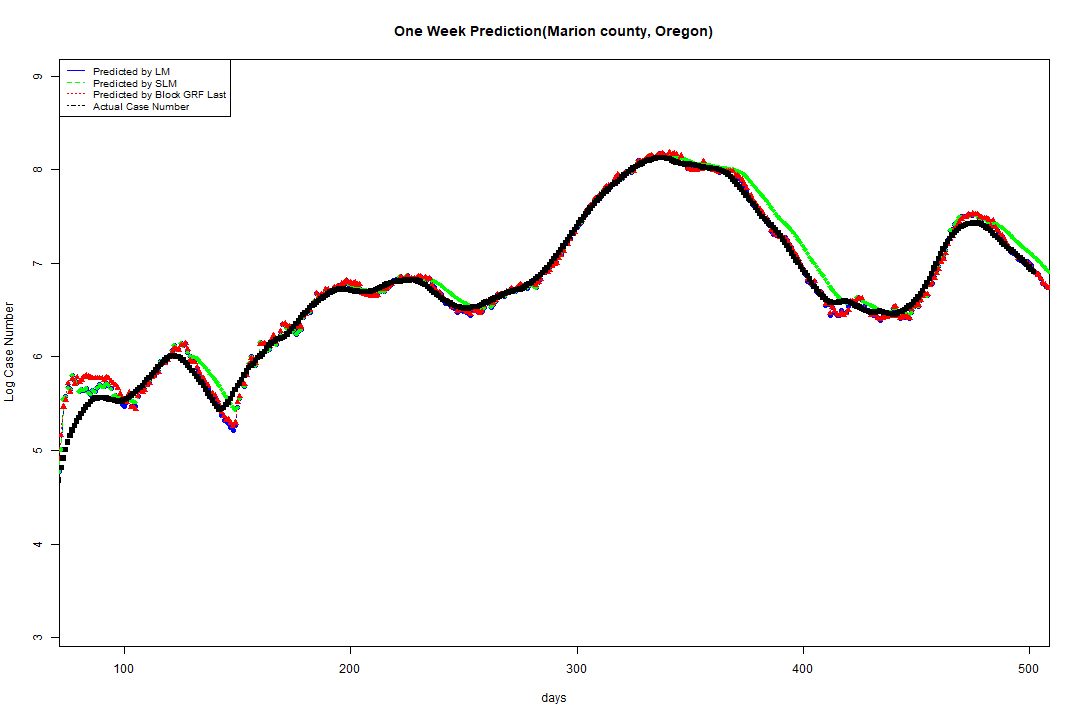 One Week Prediction(Marion county, Oregon)
Predicted by LM
Predicted by SLM
Predicted by Block GRF Last
Actual Case Number
9
8
7
6
5
4
3
Log Case Number
100 200 300 400 500
days